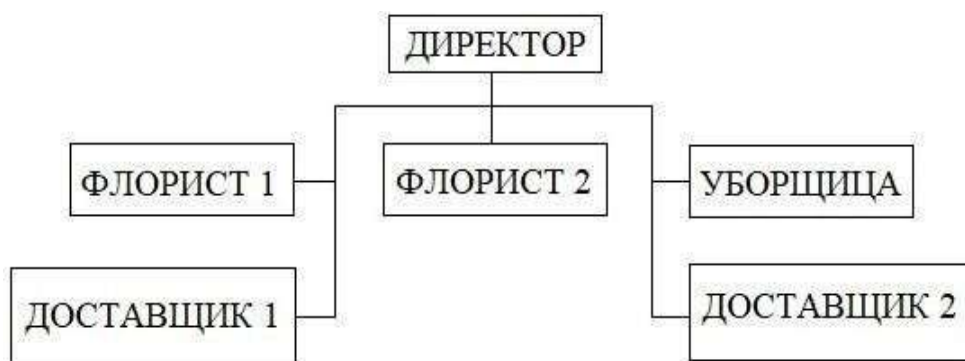 ДИРЕКТОР
ФЛОРИСТ 1
ФЛОРИСТ 2
УБОРЩИЦА
ДОСТАВЩИК 1
ДОСТАВЩИК 2